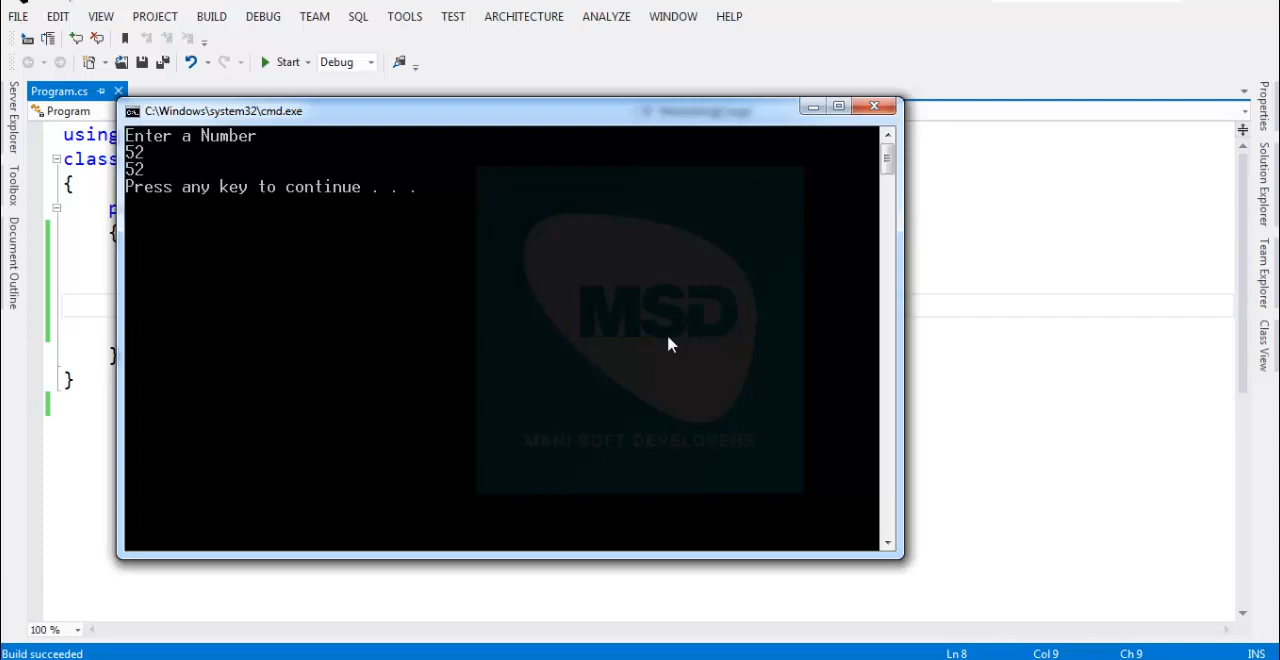 FILE EDIT VIEW PROJECT BUILD DEBUG TEAM SQL TOOLS TEST ARCHITECTURE ANALYZE WINDOW HELP
Start Debug
Program.cs
Program
C:\Windows\system32\cmd.exe
using
class
{
p
{
}
}
Enter a Number
52
52
Press any key to continue . . .
MSD
MAHI SOFT DEVELOPERS
Server Explorer
Toolbox
Document Outline
Properties
Solution Explorer
Team Explorer
Class View
100 %
Build succeeded Ln 8 Col 9 Ch 9 INS